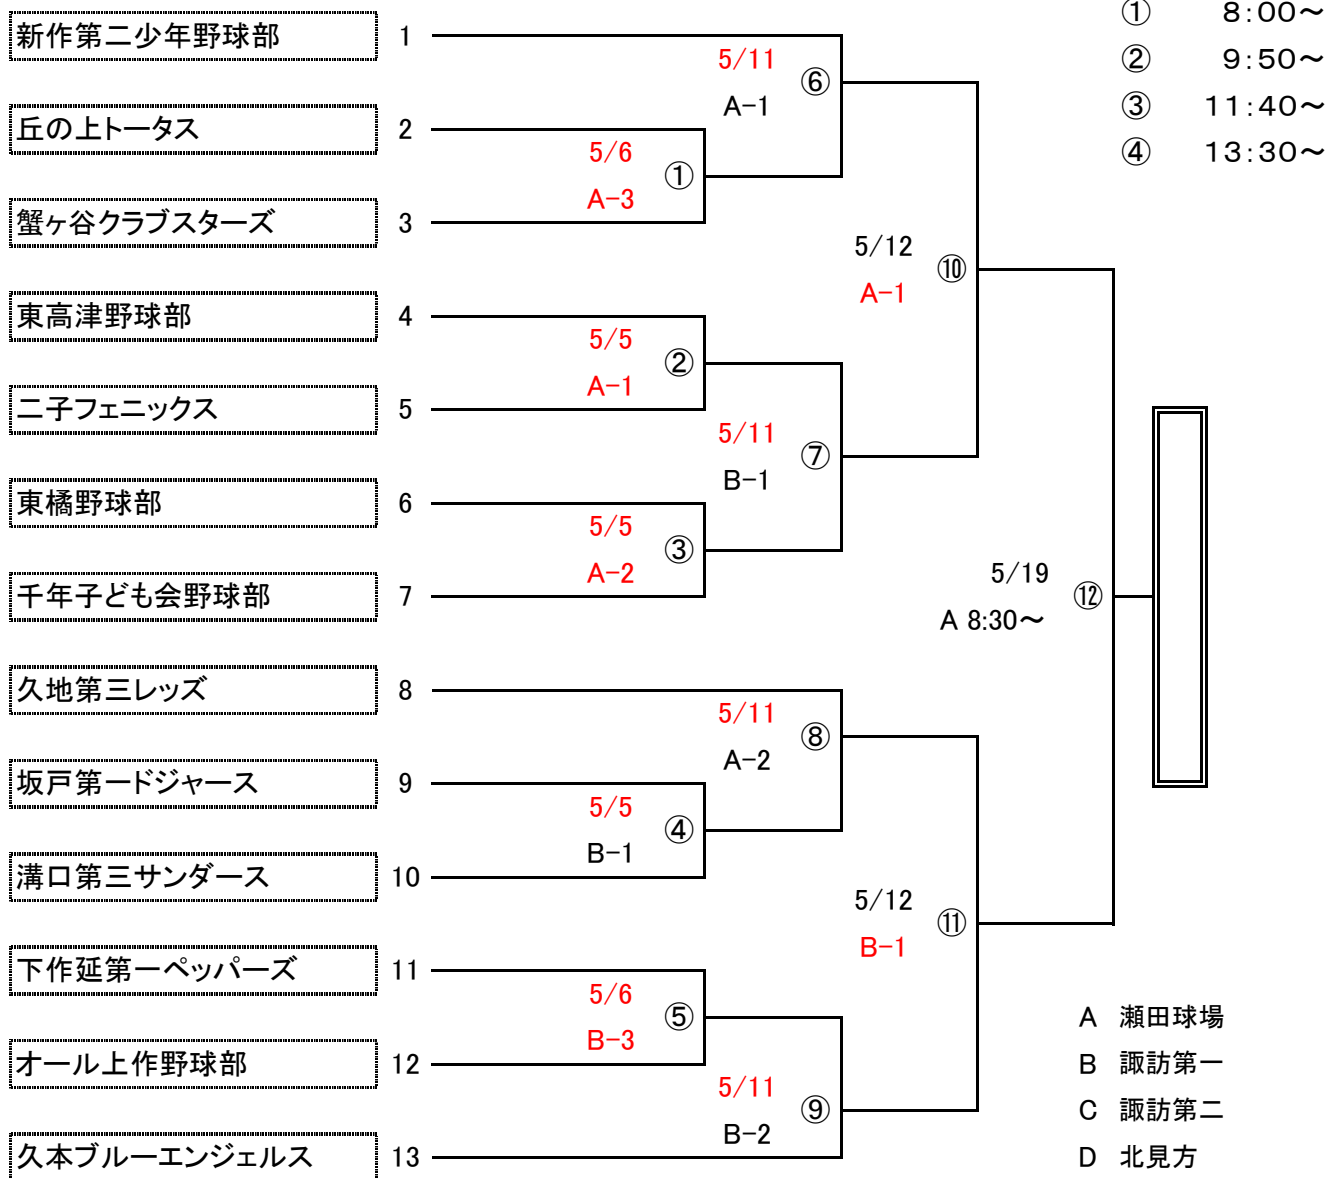 ① 8:00～
新作第二少年野球部 1
5/11 ⑥
② 9:50～
A-1
③ 11:40～
丘の上トータス 2
5/6 ①
④ 13:30～
A-3
蟹ヶ谷クラブスターズ 3
5/12 ⑩
A-1
東高津野球部 4
5/5 ②
A-1
二子フェニックス 5
5/11 ⑦
B-1
東橘野球部 6
5/5 ③
A-2
千年子ども会野球部 7
5/19 ⑫
A 8:30～
久地第三レッズ 8
5/11 ⑧
A-2
坂戸第一ドジャース 9
5/5 ④
B-1
溝口第三サンダース 10
5/12 ⑪
B-1
下作延第一ペッパーズ 11
5/6 ⑤
B-3
オール上作野球部 12
5/11 ⑨
B-2
久本ブルーエンジェルス 13
A 瀬田球場
B 諏訪第一
C 諏訪第二
D 北見方